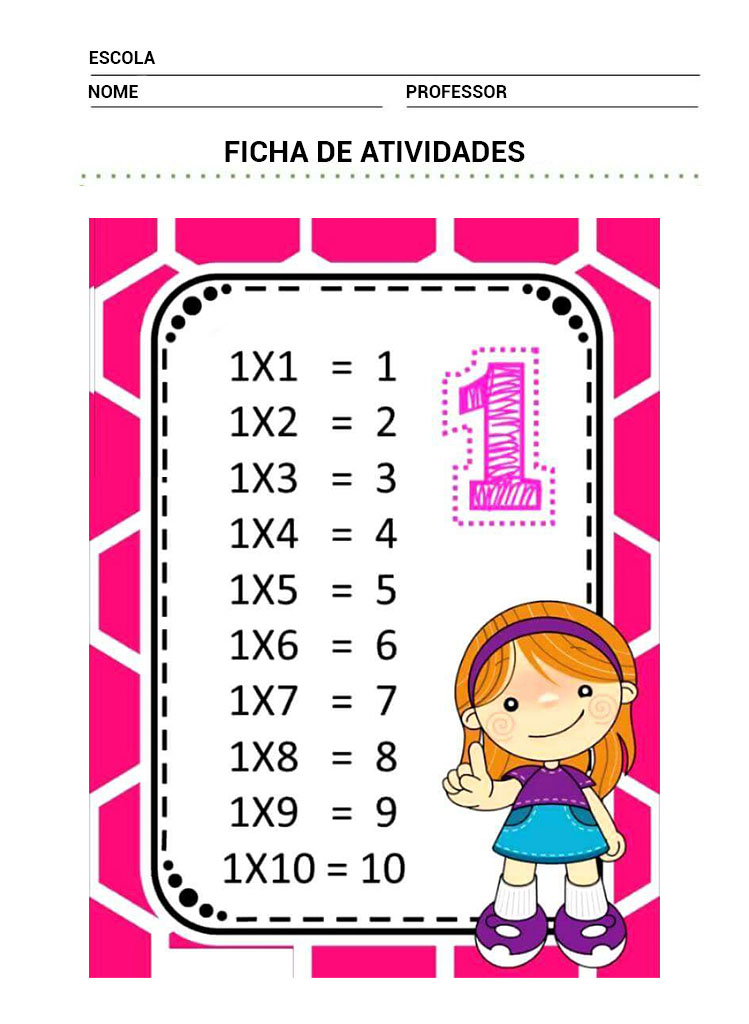 ESCOLA
NOME PROFESSOR
FICHA DE ATIVIDADES
1X1 = 1
1
1X2 = 2
1X3 = 3
1X4 = 4
1X5 = 5
1X6 = 6
1X7 = 7
1X8 = 8
1X9 = 9
1X10 = 10